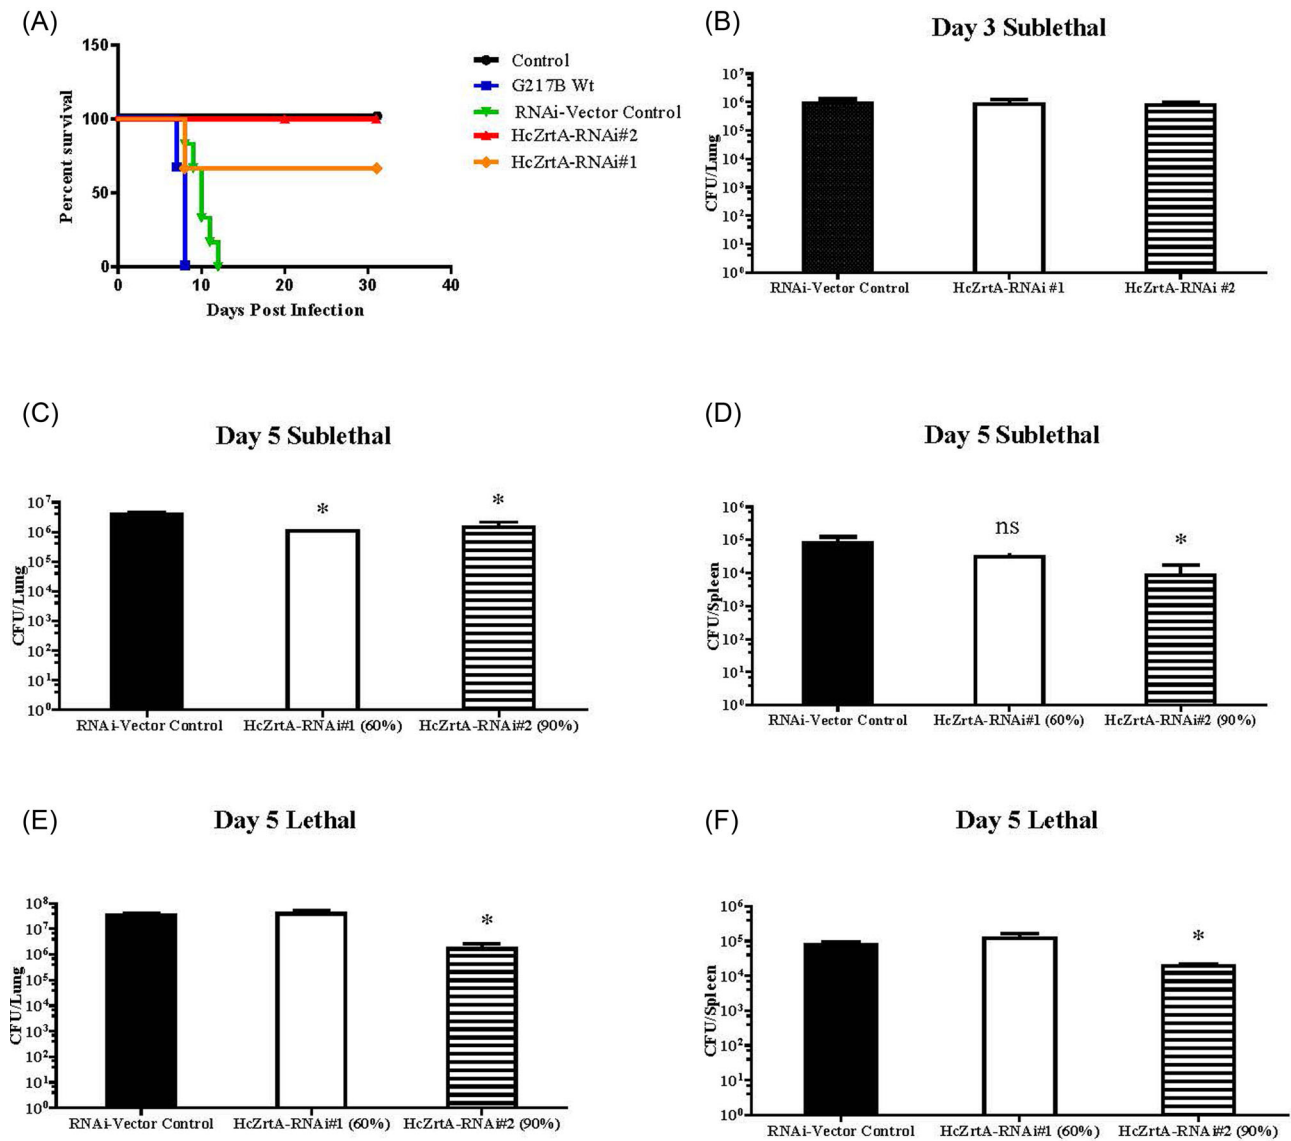 (A)
150
100
50
0
Percent survival
0 10 20 30 40
Days Post Infection
Control
G217B Wt
RNAi-Vector Control
HcZrtA-RNAi#2
HcZrtA-RNAi#1
(B)
Day 3 Sublethal
10⁷
10⁶
10⁵
10⁴
10³
10²
10¹
10⁰
CFU/Lung
RNAi-Vector Control HcZrtA-RNAi #1 HcZrtA-RNAi #2
(C)
Day 5 Sublethal
10⁷
10⁶
10⁵
10⁴
10³
10²
10¹
10⁰
CFU/Lung
* *
RNAi-Vector Control HcZrtA-RNAi#1 (60%) HcZrtA-RNAi#2 (90%)
(D)
Day 5 Sublethal
10⁶
10⁵
10⁴
10³
10²
10¹
10⁰
CFU/Spleen
ns *
RNAi-Vector Control HcZrtA-RNAi#1 (60%) HcZrtA-RNAi#2 (90%)
(E)
Day 5 Lethal
10⁸
10⁷
10⁶
10⁵
10⁴
10³
10²
10¹
10⁰
CFU/Lung
*
RNAi-Vector Control HcZrtA-RNAi#1 (60%) HcZrtA-RNAi#2 (90%)
(F)
Day 5 Lethal
10⁶
10⁵
10⁴
10³
10²
10¹
10⁰
CFU/Spleen
*
RNAi-Vector Control HcZrtA-RNAi#1 (60%) HcZrtA-RNAi#2 (90%)